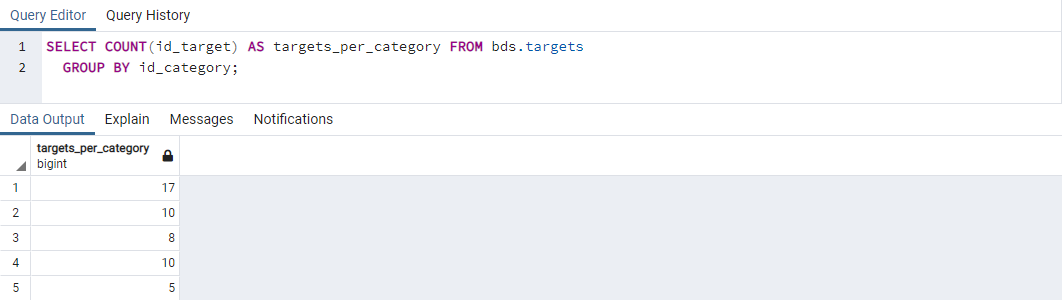 Query Editor Query History
1 SELECT COUNT(id_target) AS targets_per_category FROM bds.targets
2 GROUP BY id_category;
Data Output Explain Messages Notifications
targets_per_category
bigint
1 17
2 10
3 8
4 10
5 5